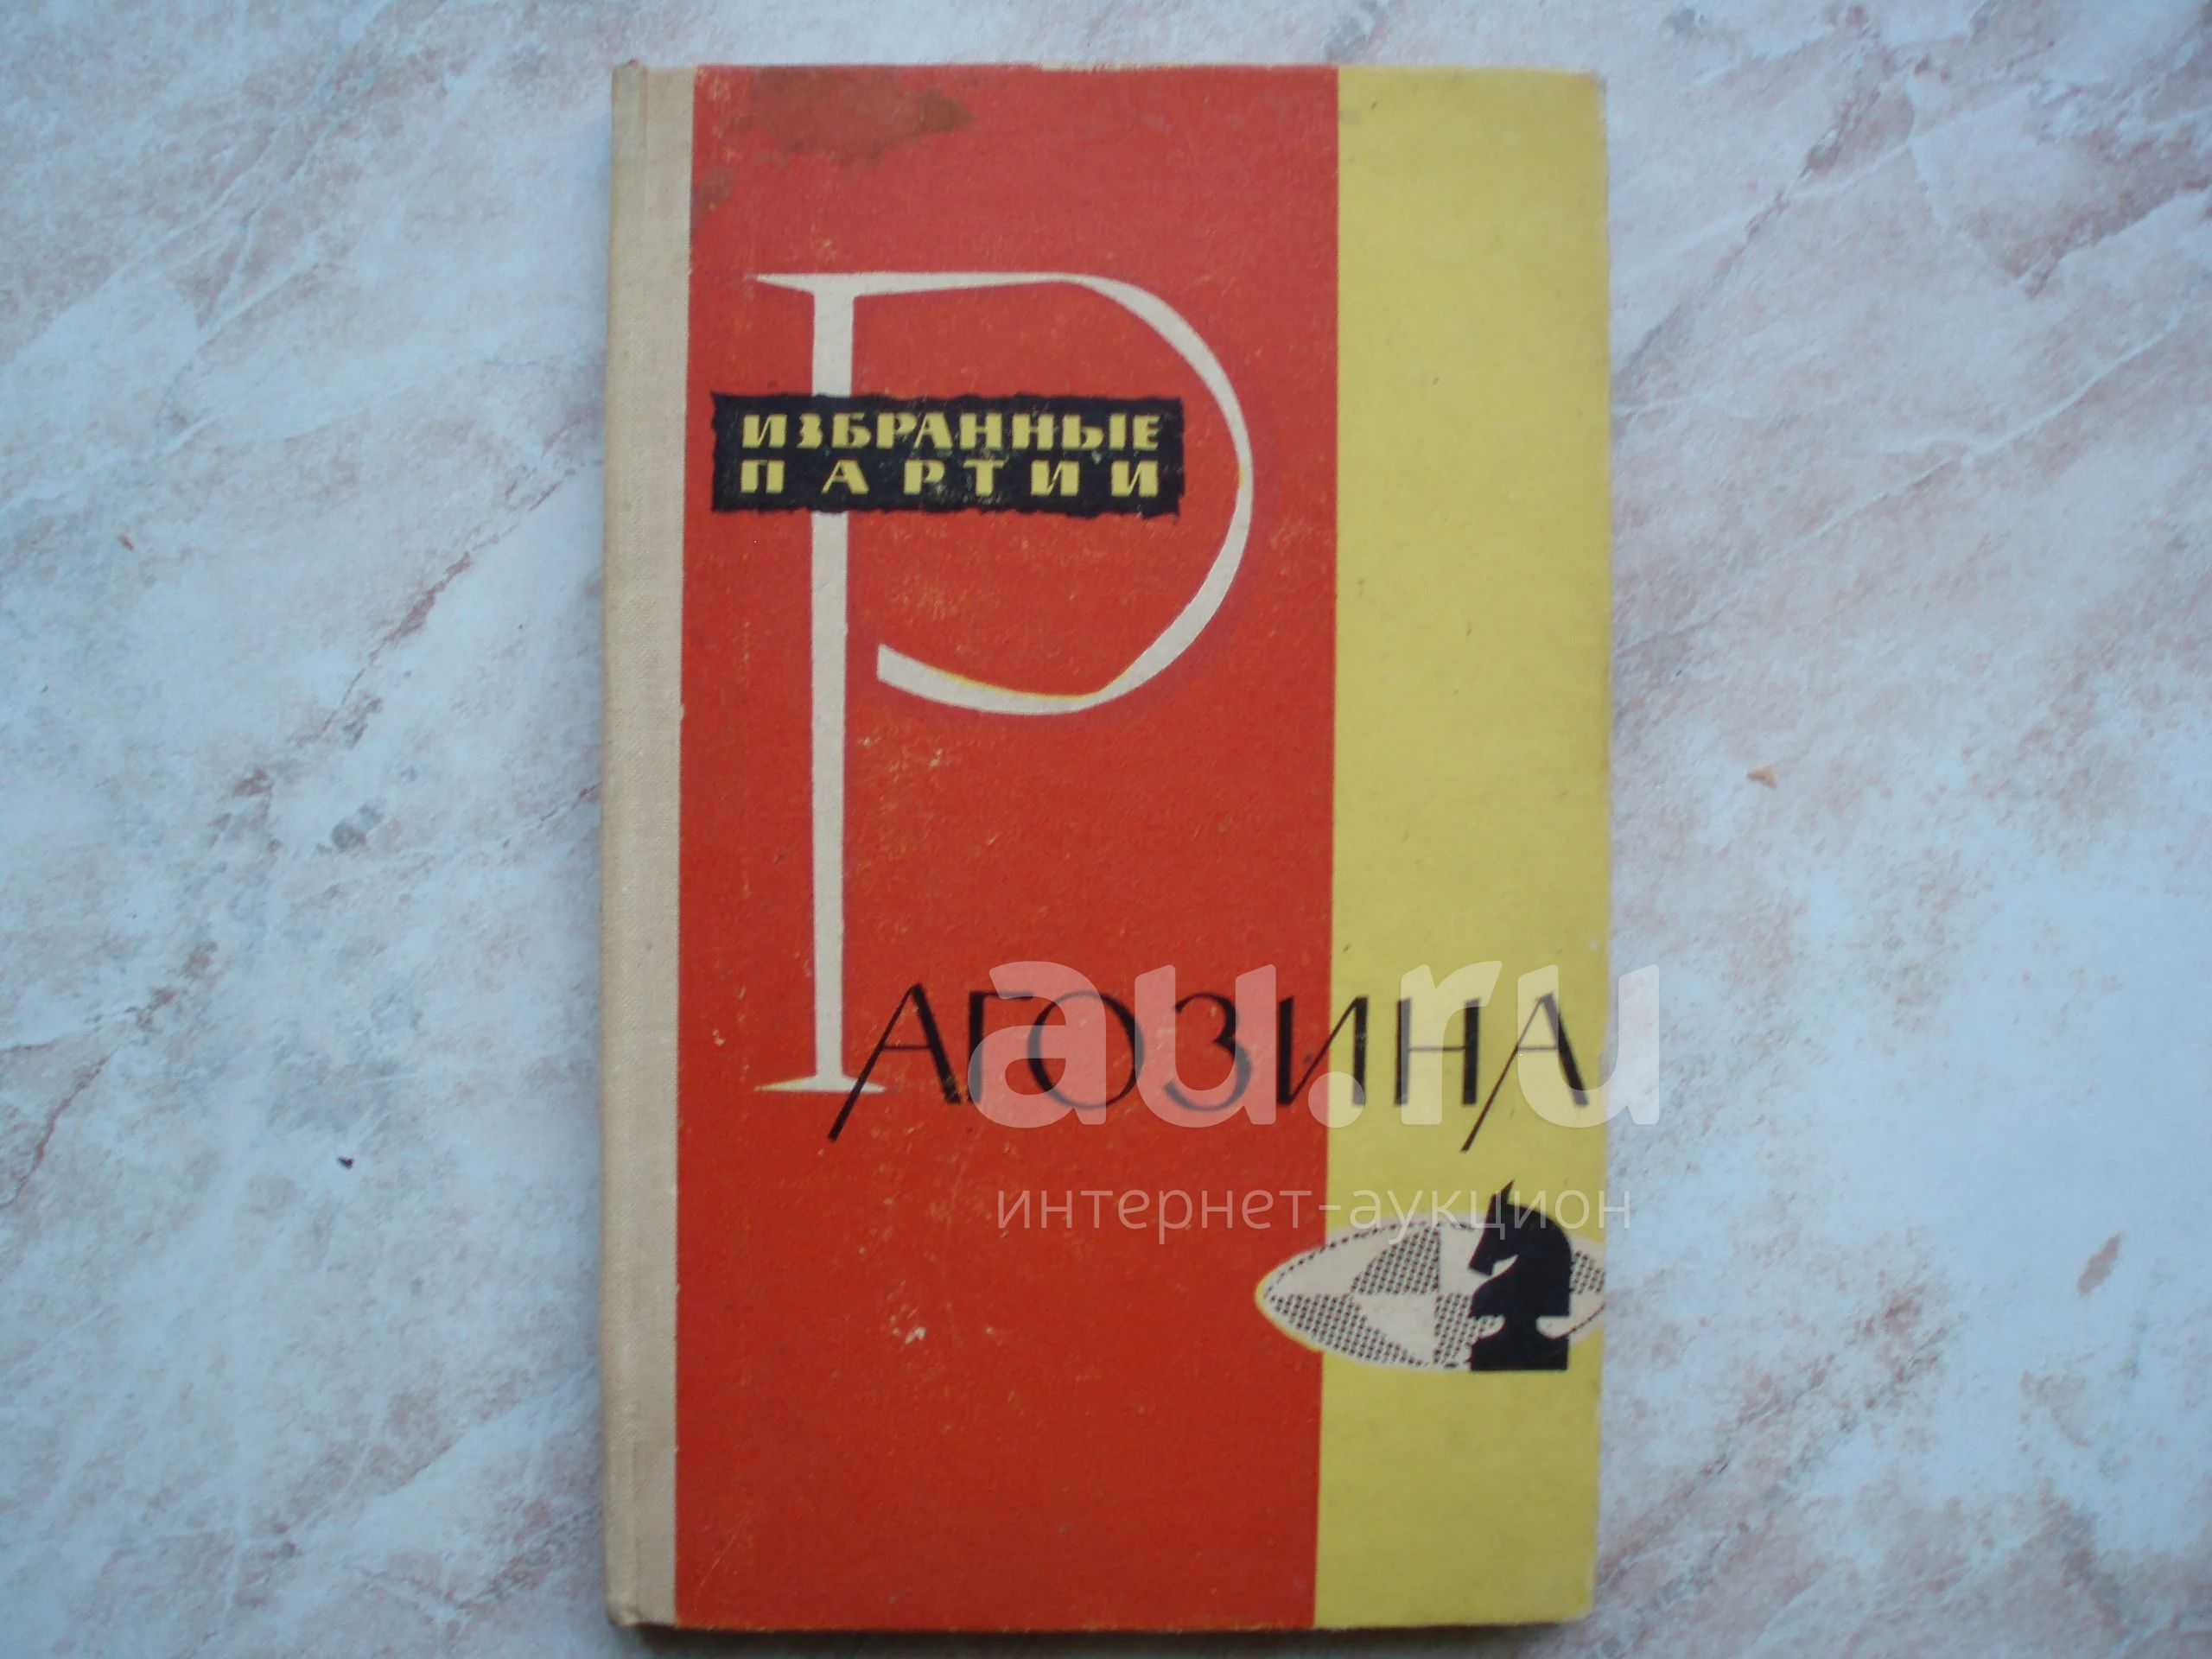 ИЗБРАННЫЕ
ПАРТИИ
РАГОЗИНА
au.ru
интернет-аукцион